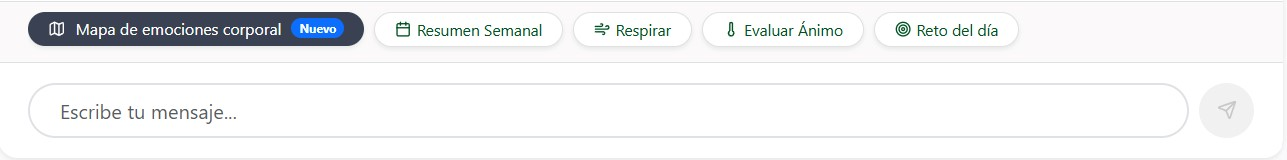 Mapa de emociones corporal Nuevo Resumen Semanal Respirar Evaluar Ánimo Reto del día
Escribe tu mensaje...